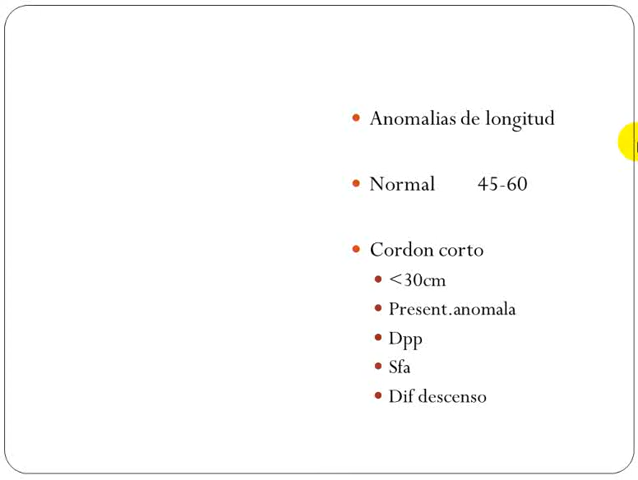 Anomalias de longitud
Normal 45-60
Cordon corto
<30cm
Present.anomala
Dpp
Sfa
Dif descenso